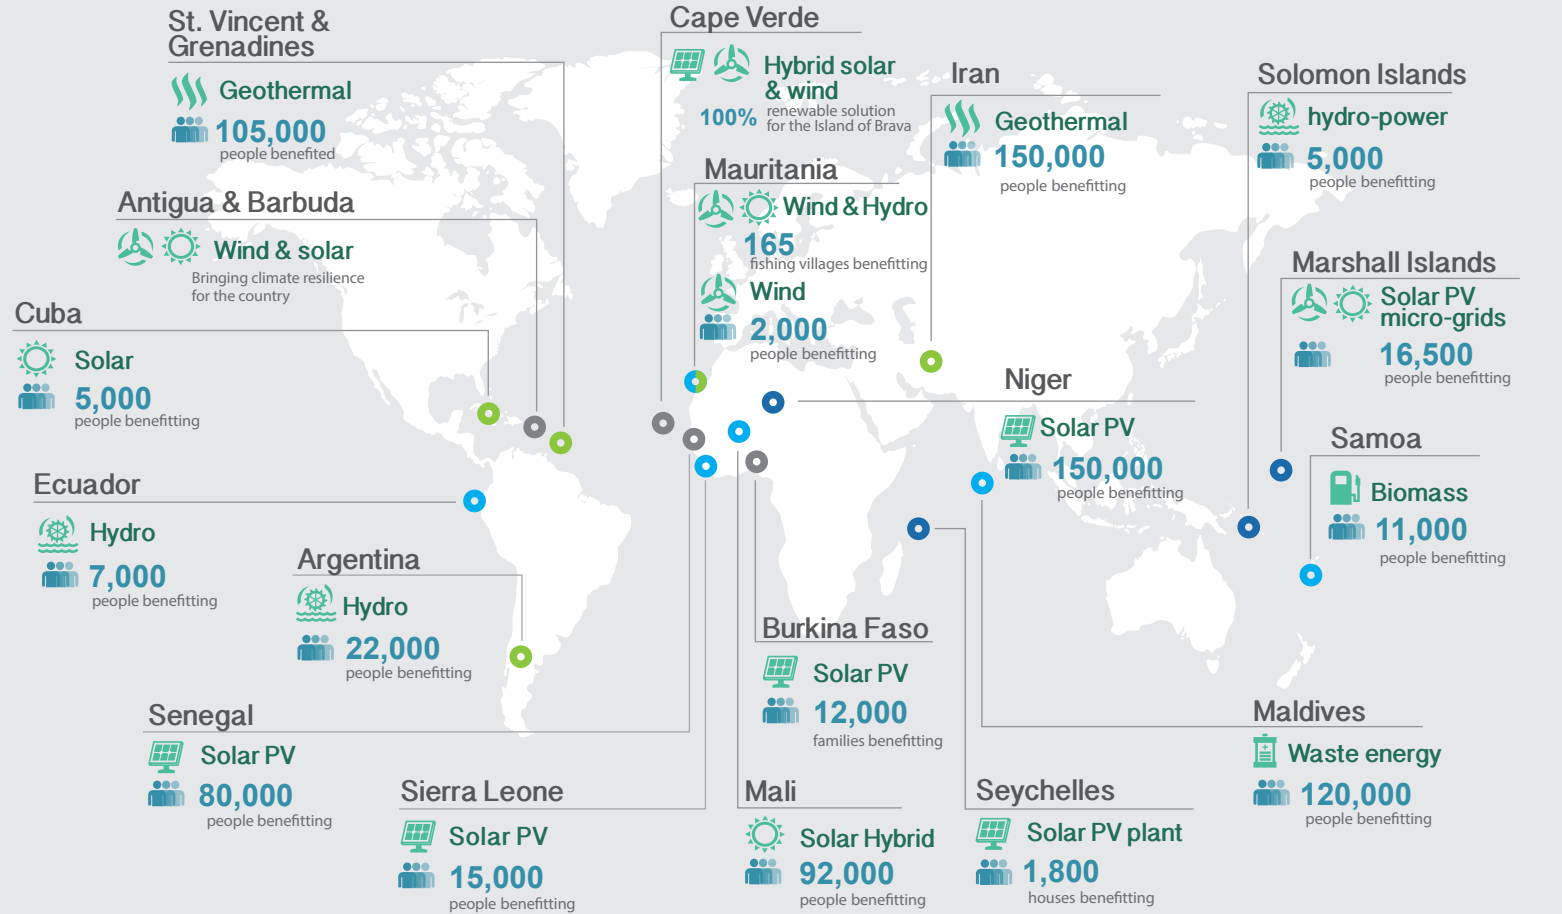 St. Vincent &
Grenadines
Geothermal
105,000
people benefited
Cape Verde
Hybrid solar
& wind
100% renewable solution
for the Island of Brava
Iran
Geothermal
150,000
people benefitting
Solomon Islands
hydro-power
5,000
people benefitting
Antigua & Barbuda
Wind & solar
Bringing climate resilience
for the country
Mauritania
Wind & Hydro
165
fishing villages benefitting
Wind
2,000
people benefitting
Marshall Islands
Solar PV
micro-grids
16,500
people benefitting
Cuba
Solar
5,000
people benefitting
Niger
Solar PV
150,000
people benefitting
Samoa
Biomass
11,000
people benefitting
Ecuador
Hydro
7,000
people benefitting
Argentina
Hydro
22,000
people benefitting
Burkina Faso
Solar PV
12,000
families benefitting
Senegal
Solar PV
80,000
people benefitting
Maldives
Waste energy
120,000
people benefitting
Sierra Leone
Solar PV
15,000
people benefitting
Mali
Solar Hybrid
92,000
people benefitting
Seychelles
Solar PV plant
1,800
houses benefitting